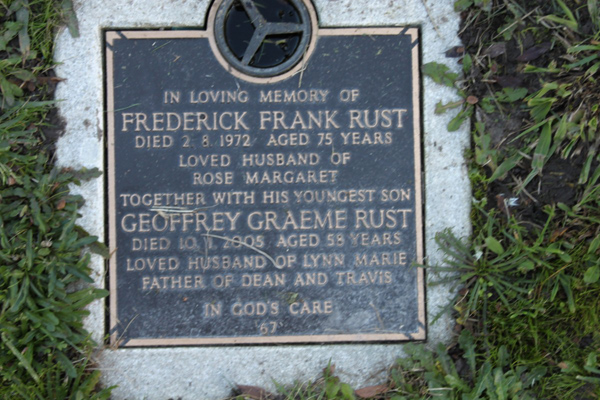 IN LOVING MEMORY OF
FREDERICK FRANK RUST
DIED 2. 8. 1972 AGED 75 YEARS
LOVED HUSBAND OF
ROSE MARGARET
TOGETHER WITH HIS YOUNGEST SON
GEOFFREY GRAEME RUST
DIED 10. 2005 AGED 58 YEARS
LOVED HUSBAND OF LYNN MARIE
FATHER OF DEAN AND TRAVIS
IN GOD'S CARE
67